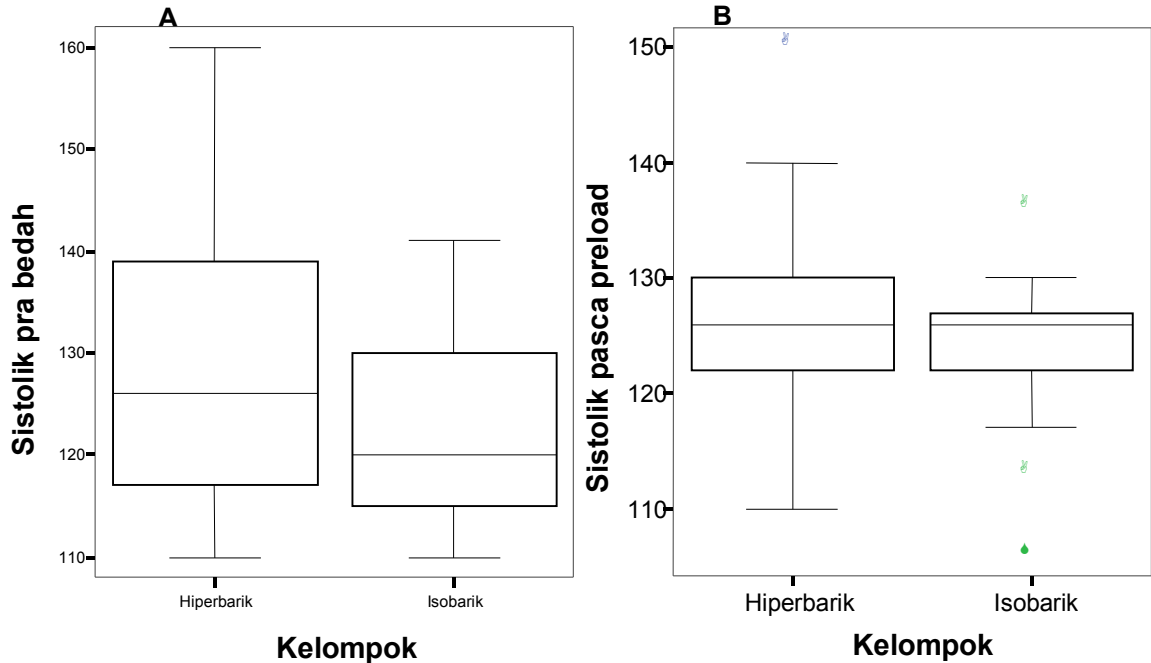 A
Sistolik pra bedah
160
150
140
130
120
110
Hiperbarik
Isobarik
Kelompok
B
Sistolik pasca preload
150
140
130
120
110
Hiperbarik
Isobarik
Kelompok